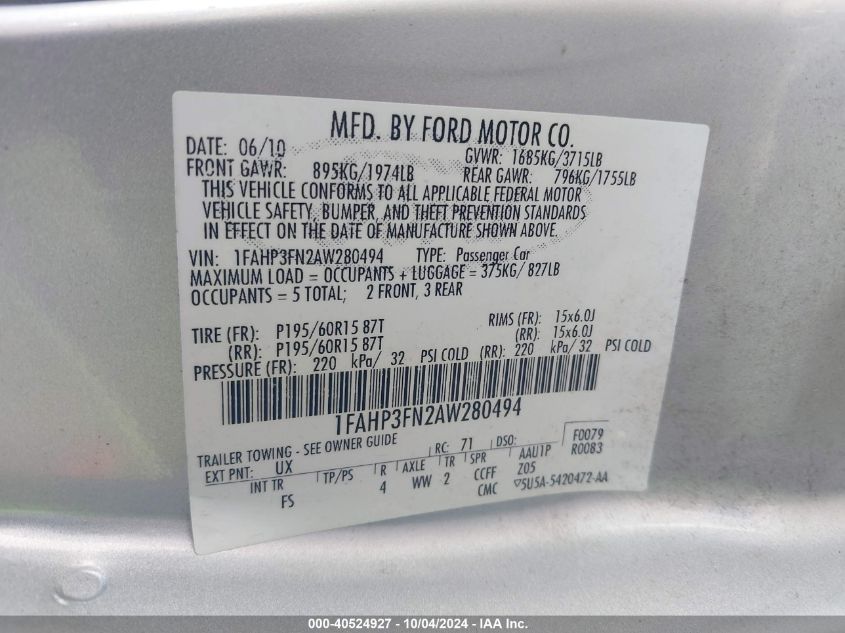 MFD. BY FORD MOTOR CO.
DATE: 06/10 GVWR: 1685KG/3715LB
FRONT GAWR: 895KG/1974LB REAR GAWR: 796KG/1755LB
THIS VEHICLE CONFORMS TO ALL APPLICABLE FEDERAL MOTOR
VEHICLE SAFETY, BUMPER, AND THEFT PREVENTION STANDARDS
IN EFFECT ON THE DATE OF MANUFACTURE SHOWN ABOVE.
VIN: 1FAHP3FN2AW280494 TYPE: Passenger Car
MAXIMUM LOAD = OCCUPANTS + LUGGAGE = 375KG/ 827LB
OCCUPANTS = 5 TOTAL; 2 FRONT, 3 REAR
TIRE (FR): P195/60R15 87T RIMS (FR): 15x6.0J
(RR): P195/60R15 87T (RR): 15x6.0J
PRESSURE (FR): 220 kPa/ 32 PSI COLD (RR): 220 kPa/ 32 PSI COLD
1FAHP3FN2AW280494
TRAILER TOWING - SEE OWNER GUIDE RC: 71 DSO: F0079
EXT PNT: UX AAU1P R0083
INT TR TP/PS R AXLE TR SPR Z05
FS 4 WW 2 CCFF
CMC 5U5A-5420472-AA
000-40524927 - 10/04/2024 - IAA Inc.